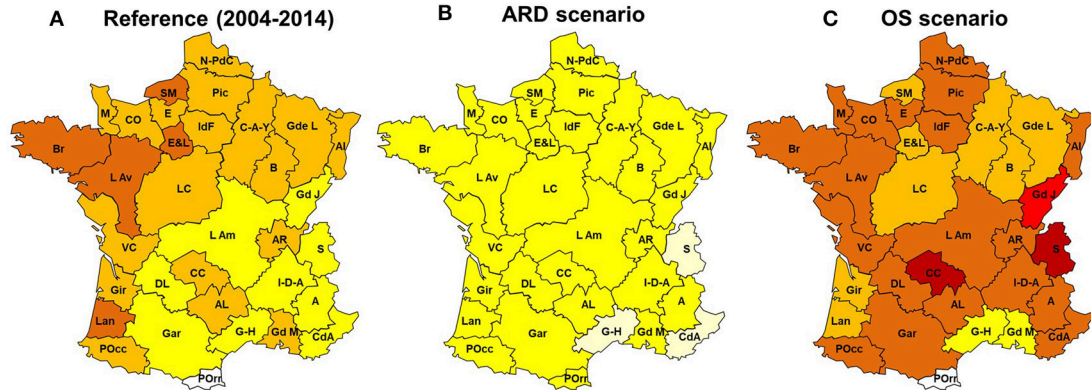 A Reference (2004-2014)
N-PdC
SM
Pic
M
CO
E
IdF
C-A-Y
Gde L
Al
Br
E&L
L Av
LC
B
Gd J
VC
L Am
AR
S
CC
DL
I-D-A
Gir
AL
A
Lan
Gar
G-H
Gd M
CdA
POcc
POrr
B ARD scenario
N-PdC
SM
Pic
M
CO
E
IdF
C-A-Y
Gde L
Al
Br
E&L
L Av
LC
B
Gd J
VC
L Am
AR
S
CC
DL
I-D-A
Gir
AL
A
Lan
Gar
G-H
Gd M
CdA
POcc
POrr
C OS scenario
N-PdC
SM
Pic
M
CO
E
IdF
C-A-Y
Gde L
Al
Br
E&L
L Av
LC
B
Gd J
VC
L Am
AR
S
CC
DL
I-D-A
Gir
AL
A
Lan
Gar
G-H
Gd M
CdA
POcc
POrr